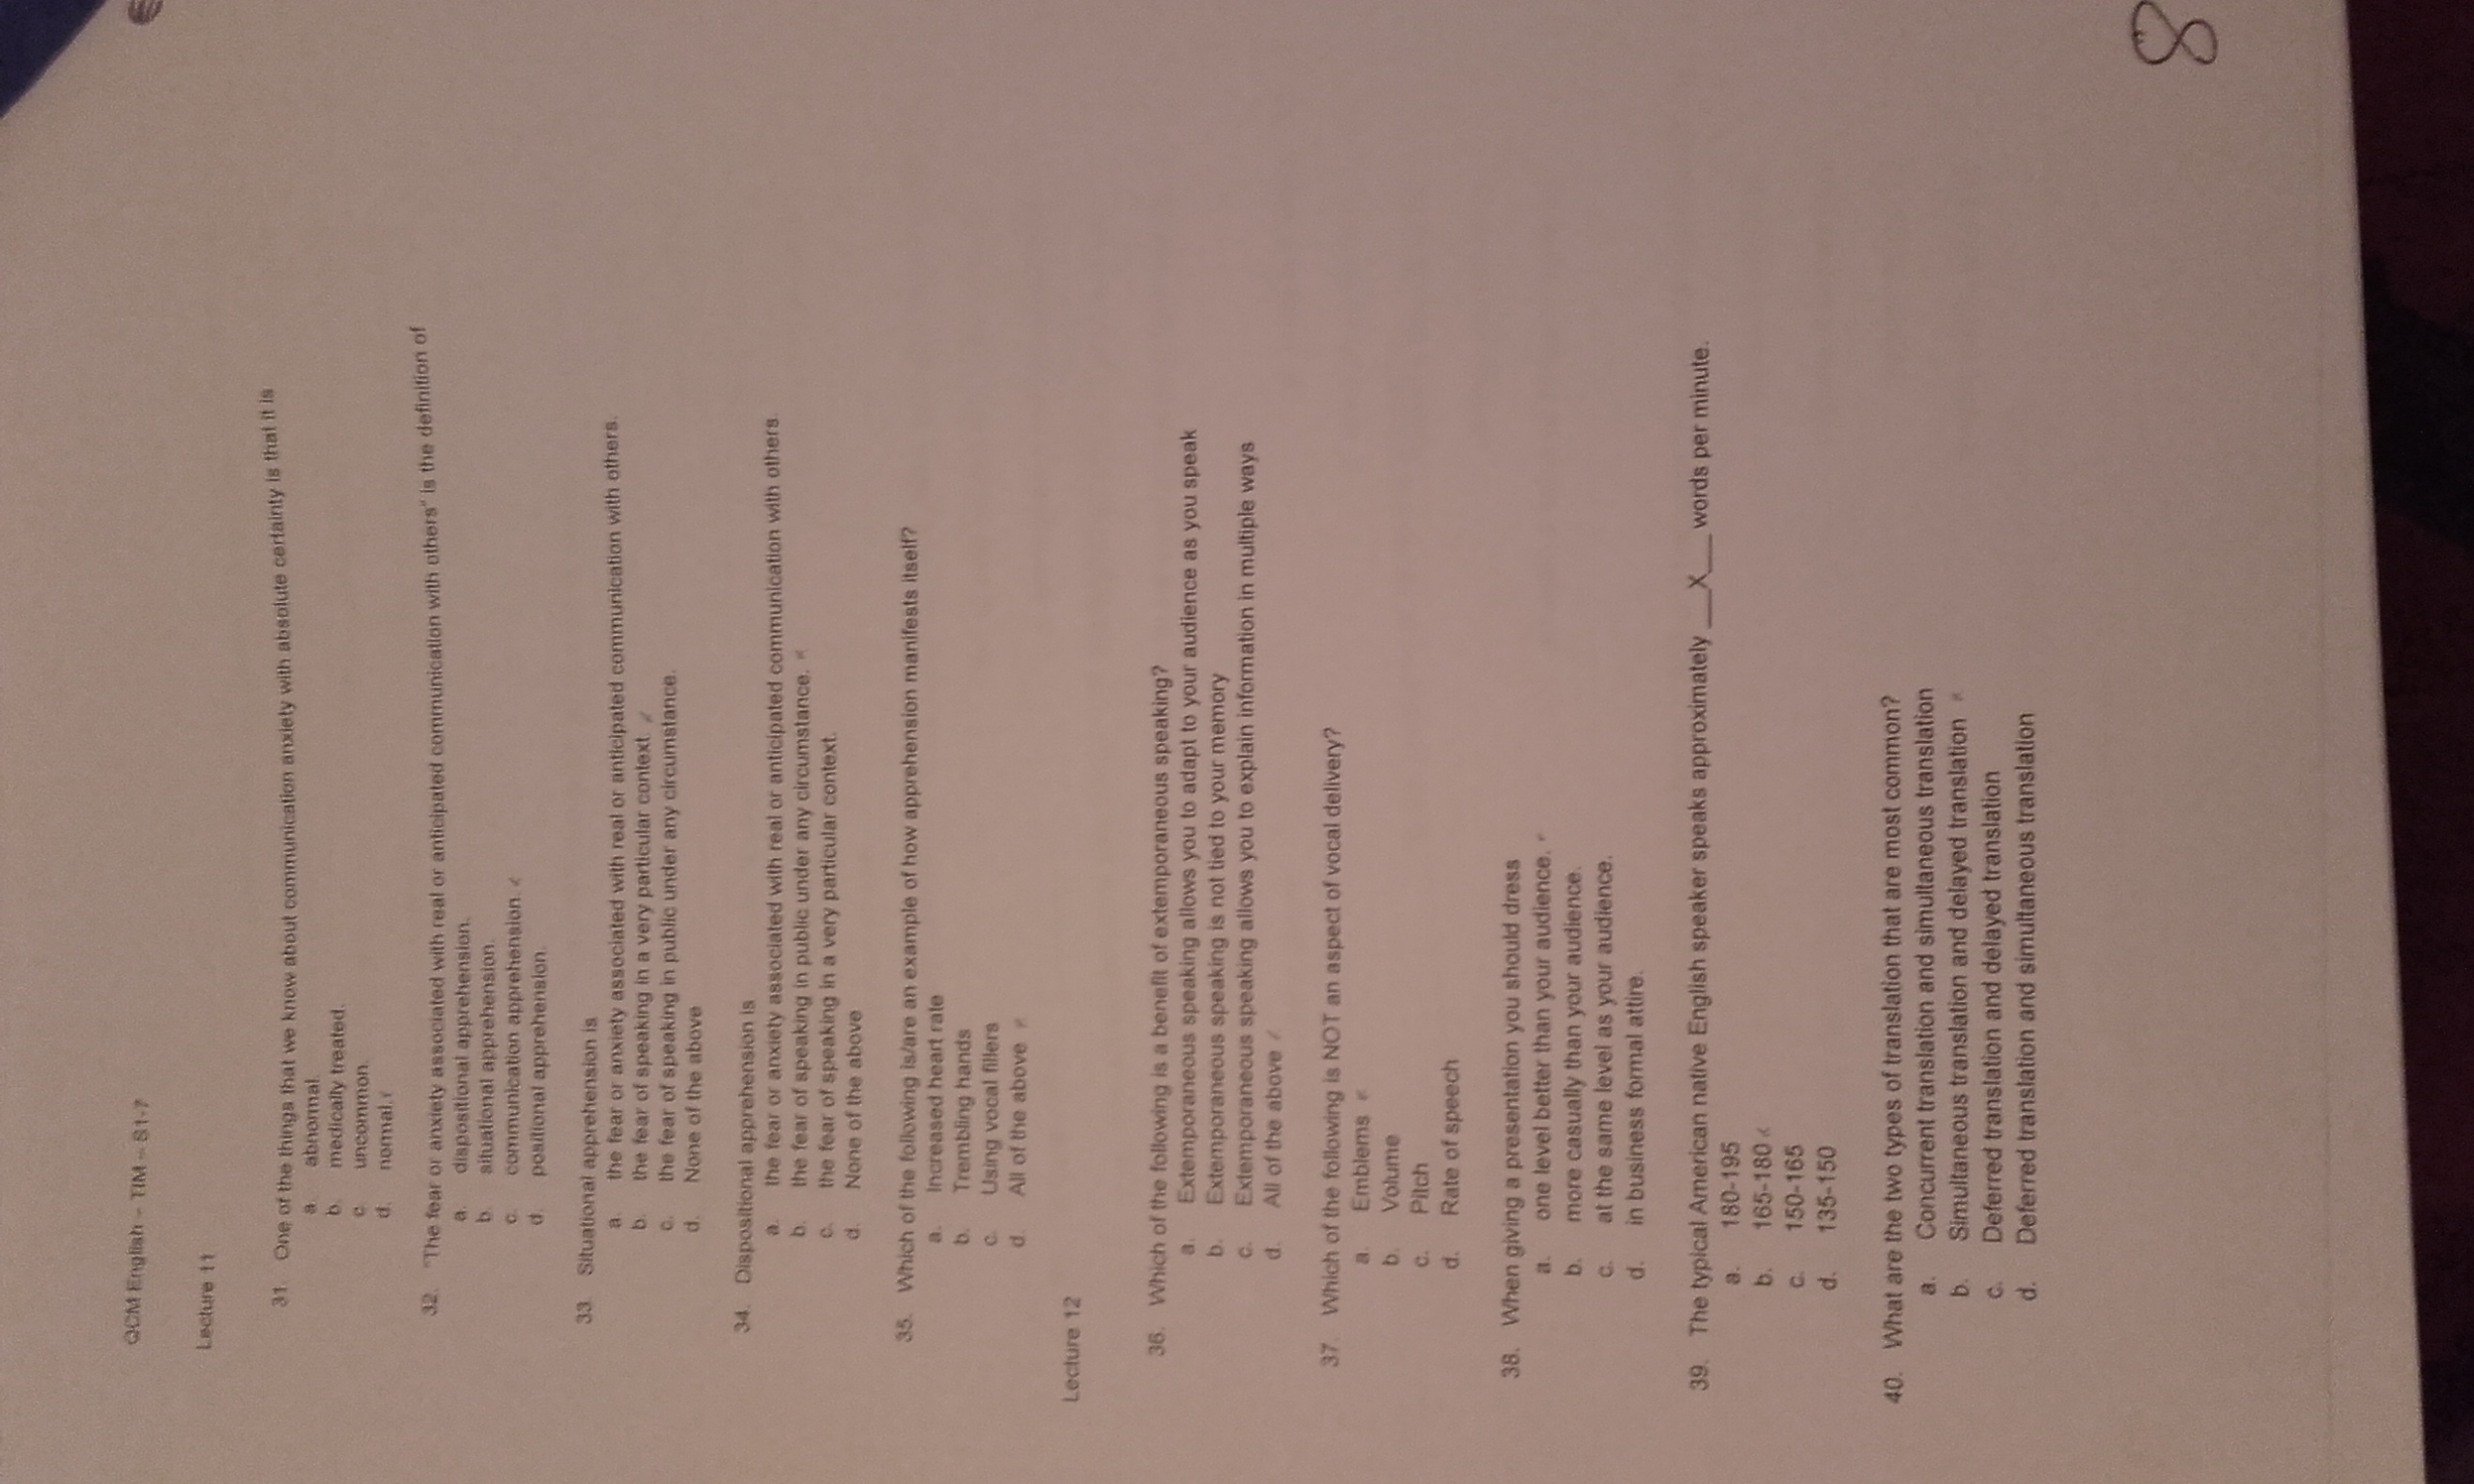 QCM English – TIM – S1-7
Lecture 11
31. One of the things that we know about communication anxiety with absolute certainty is that it is
a. abnormal.
b. medically treated.
c. uncommon.
d. normal.
32. "The fear or anxiety associated with real or anticipated communication with others" is the definition of
a. dispositional apprehension.
b. situational apprehension.
c. communication apprehension.
d. positional apprehension.
33. Situational apprehension is
a. the fear or anxiety associated with real or anticipated communication with others.
b. the fear of speaking in a very particular context.
c. the fear of speaking in public under any circumstance.
d. None of the above
34. Dispositional apprehension is
a. the fear or anxiety associated with real or anticipated communication with others.
b. the fear of speaking in public under any circumstance.
c. the fear of speaking in a very particular context.
d. None of the above
35. Which of the following is/are an example of how apprehension manifests itself?
a. Increased heart rate
b. Trembling hands
c. Using vocal fillers
d. All of the above
Lecture 12
36. Which of the following is a benefit of extemporaneous speaking?
a. Extemporaneous speaking allows you to adapt to your audience as you speak
b. Extemporaneous speaking is not tied to your memory
c. Extemporaneous speaking allows you to explain information in multiple ways
d. All of the above
37. Which of the following is NOT an aspect of vocal delivery?
a. Emblems
b. Volume
c. Pitch
d. Rate of speech
38. When giving a presentation you should dress
a. one level better than your audience.
b. more casually than your audience.
c. at the same level as your audience.
d. in business formal attire.
39. The typical American native English speaker speaks approximately ___X___ words per minute.
a. 180-195
b. 165-180
c. 150-165
d. 135-150
40. What are the two types of translation that are most common?
a. Concurrent translation and simultaneous translation
b. Simultaneous translation and delayed translation
c. Deferred translation and delayed translation
d. Deferred translation and simultaneous translation
8